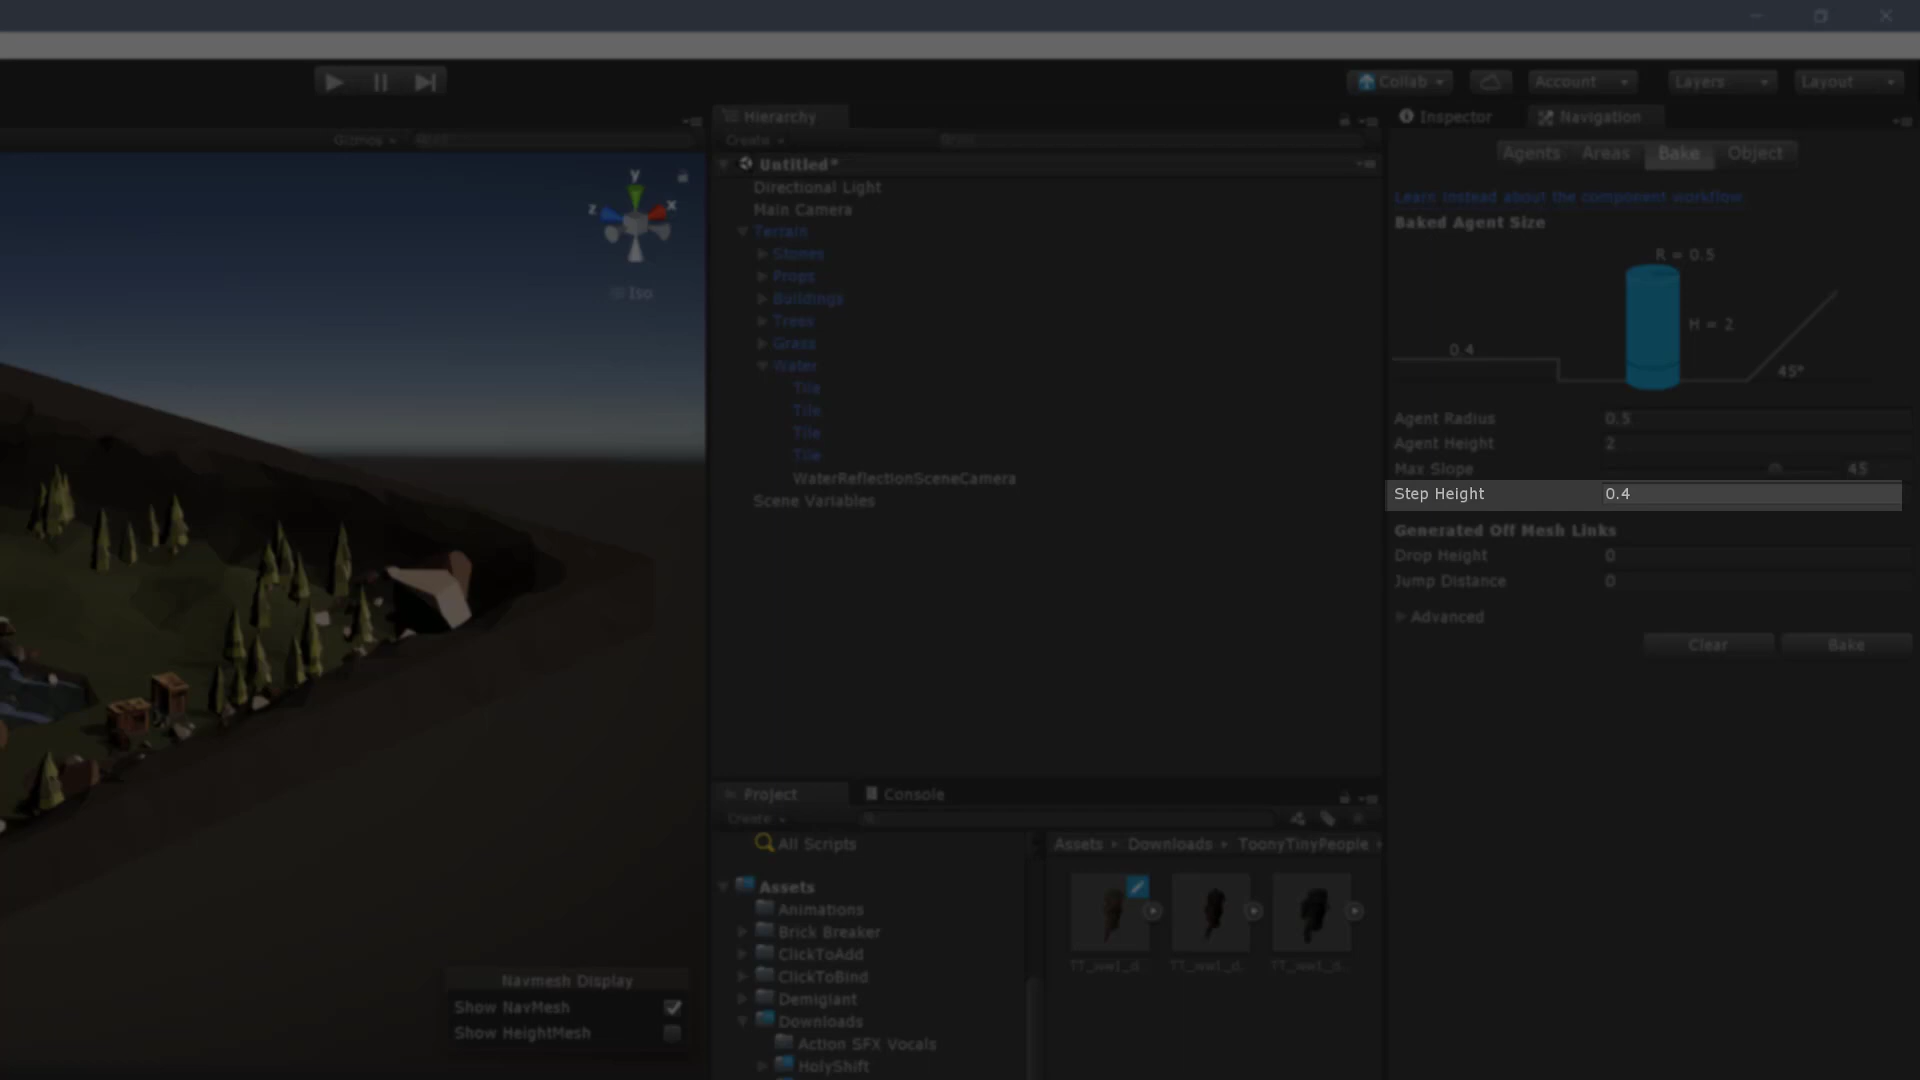 Collab
Account
Layers
Layout
Gizmos
Hierarchy
Create
Untitled*
Directional Light
Main Camera
Terrain
Stones
Props
Buildings
Trees
Grass
Water
Tile
Tile
Tile
Tile
WaterReflectionSceneCamera
Scene Variables
y
x
z
Iso
Inspector
Navigation
Agents
Areas
Bake
Object
Learn instead about the component workflow.
Baked Agent Size
R = 0.5
H = 2
0.4
45°
Agent Radius 0.5
Agent Height 2
Max Slope 45
Step Height 0.4
Generated Off Mesh Links
Drop Height 0
Jump Distance 0
Advanced
Clear Bake
Project
Console
Create
All Scripts
Assets
Animations
Brick Breaker
ClickToAdd
ClickToBind
Demigiant
Downloads
Action SFX Vocals
HolyShift
Assets Downloads ToonyTinyPeople
TT_ww1_d. TT_ww1_d. TT_ww1_d.
Navmesh Display
Show NavMesh
Show HeightMesh